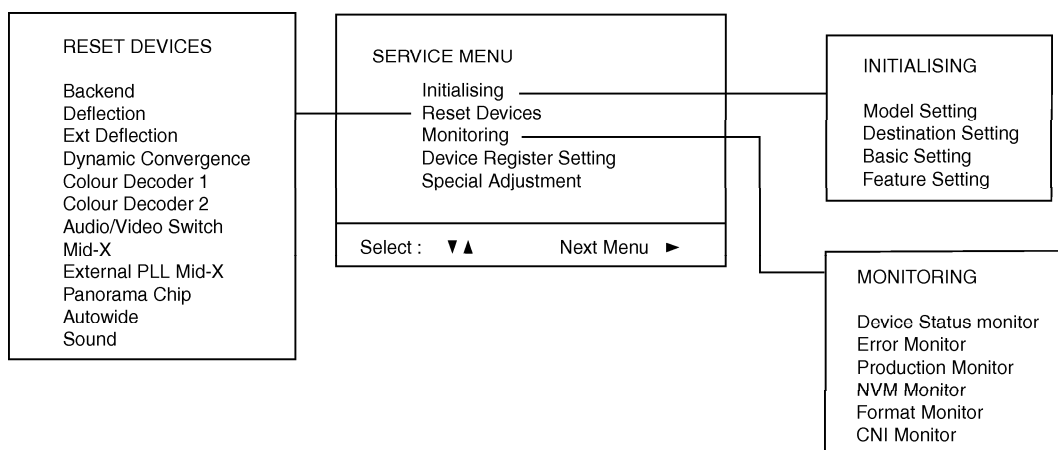 RESET DEVICES
Backend
Deflection
Ext Deflection
Dynamic Convergence
Colour Decoder 1
Colour Decoder 2
Audio/Video Switch
Mid-X
External PLL Mid-X
Panorama Chip
Autowide
Sound
SERVICE MENU
Initialising
Reset Devices
Monitoring
Device Register Setting
Special Adjustment
Select : ▼▲ Next Menu ►
INITIALISING
Model Setting
Destination Setting
Basic Setting
Feature Setting
MONITORING
Device Status monitor
Error Monitor
Production Monitor
NVM Monitor
Format Monitor
CNI Monitor